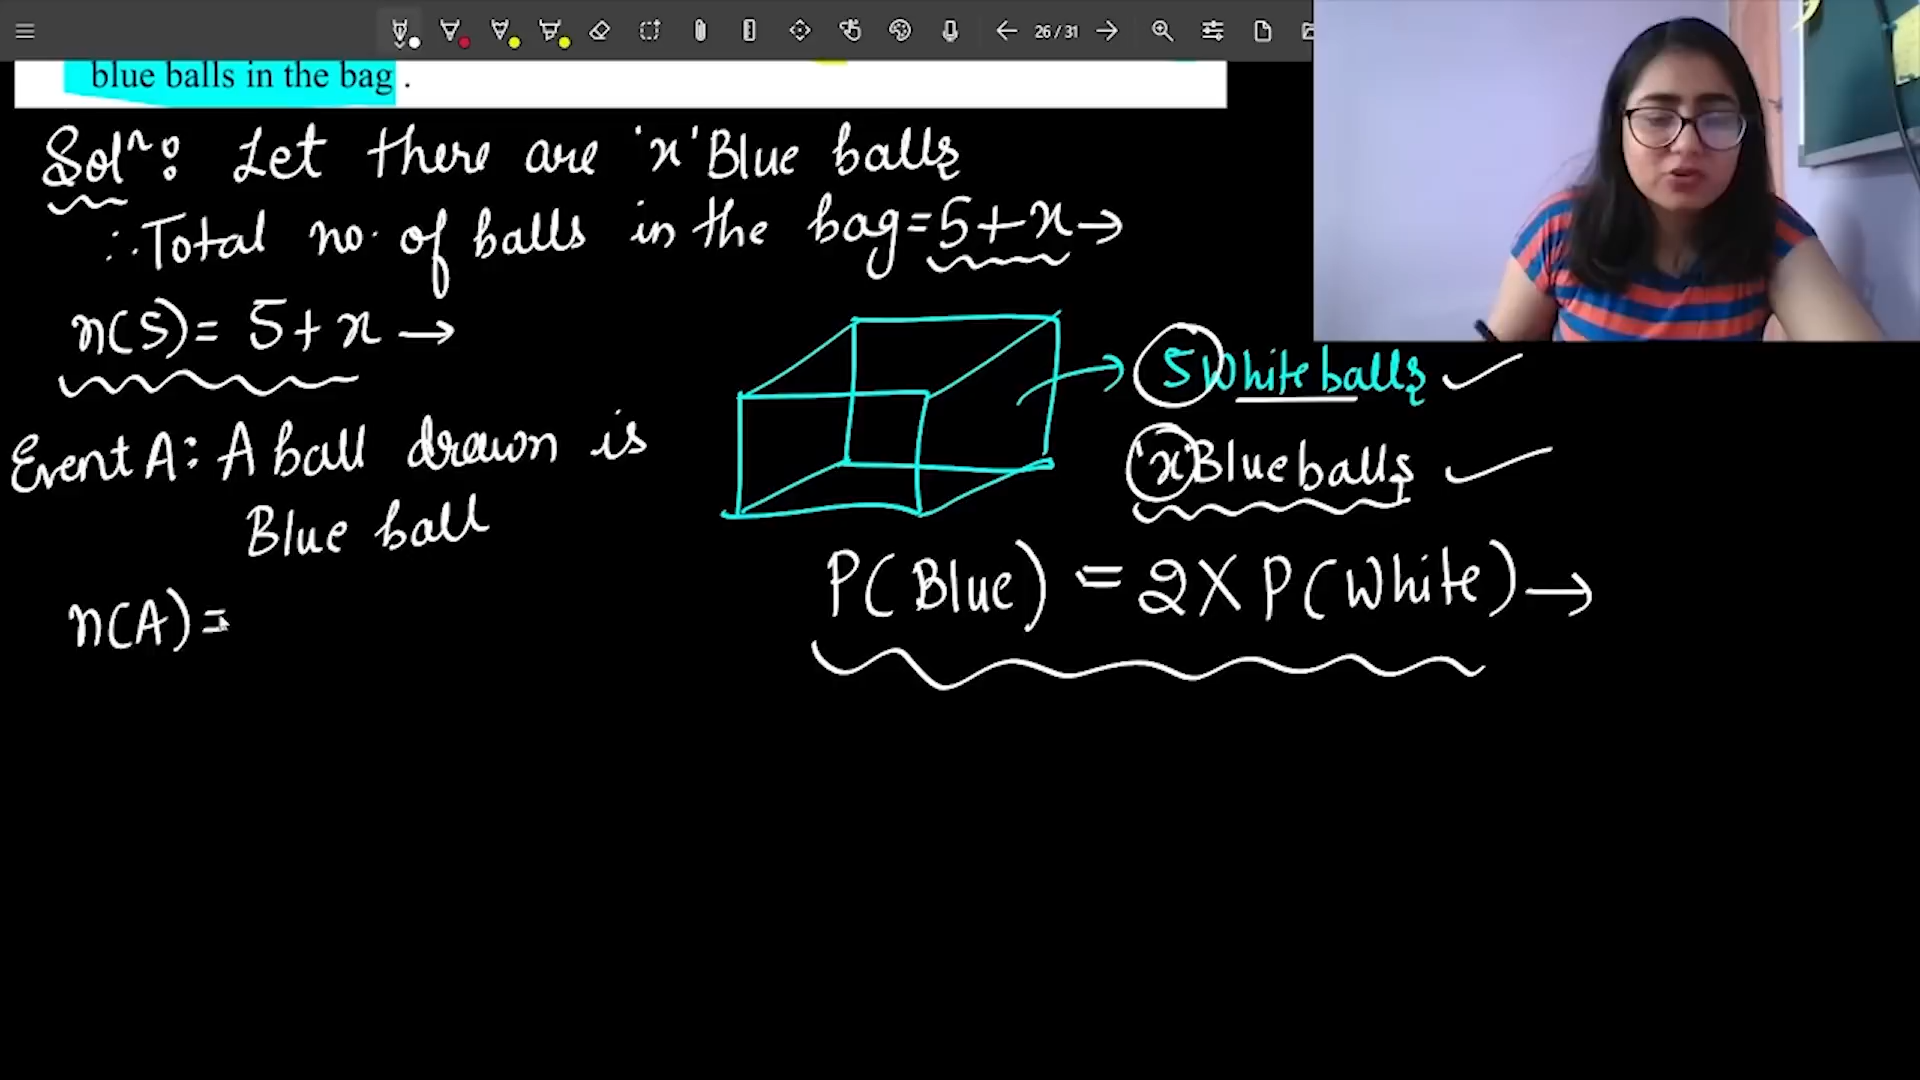 26/31
blue balls in the bag .
Solⁿ: Let there are 'x' Blue balls
∴ Total no. of balls in the bag = 5+x →
n(S) = 5+x →
5 White balls ✓
'x' Blue balls ✓
Event A: A ball drawn is
Blue ball
P(Blue) = 2 X P(White) →
n(A) =